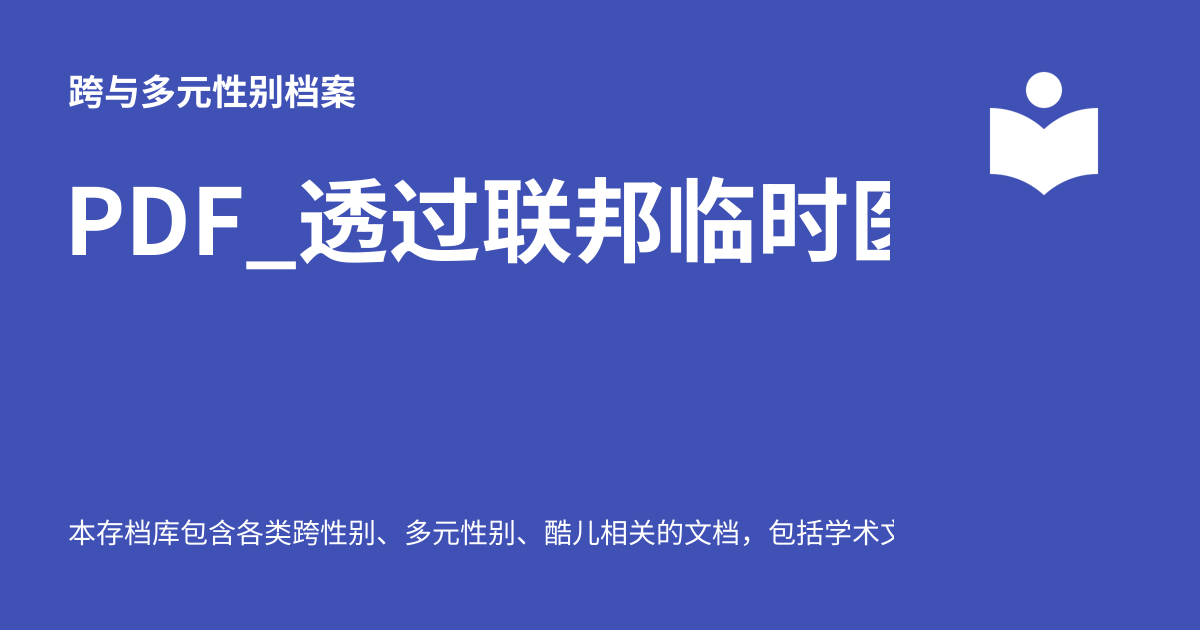 跨与多元性别档案
PDF_透过联邦临时
本存档库包含各类跨性别、多元性别、酷儿相关的文档，包括学术